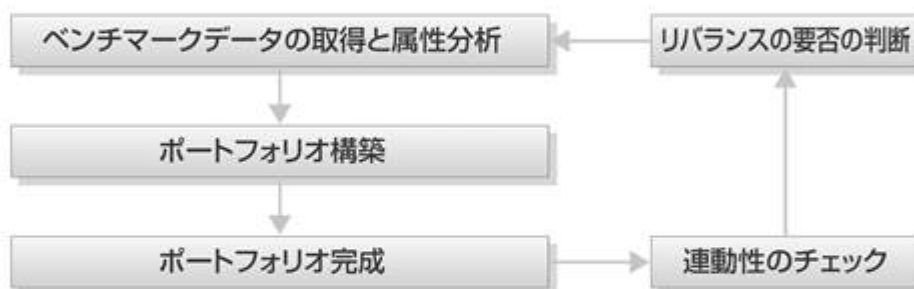 ベンチマークデータの取得と属性分析
リバランスの要否の判断
ポートフォリオ構築
ポートフォリオ完成
連動性のチェック